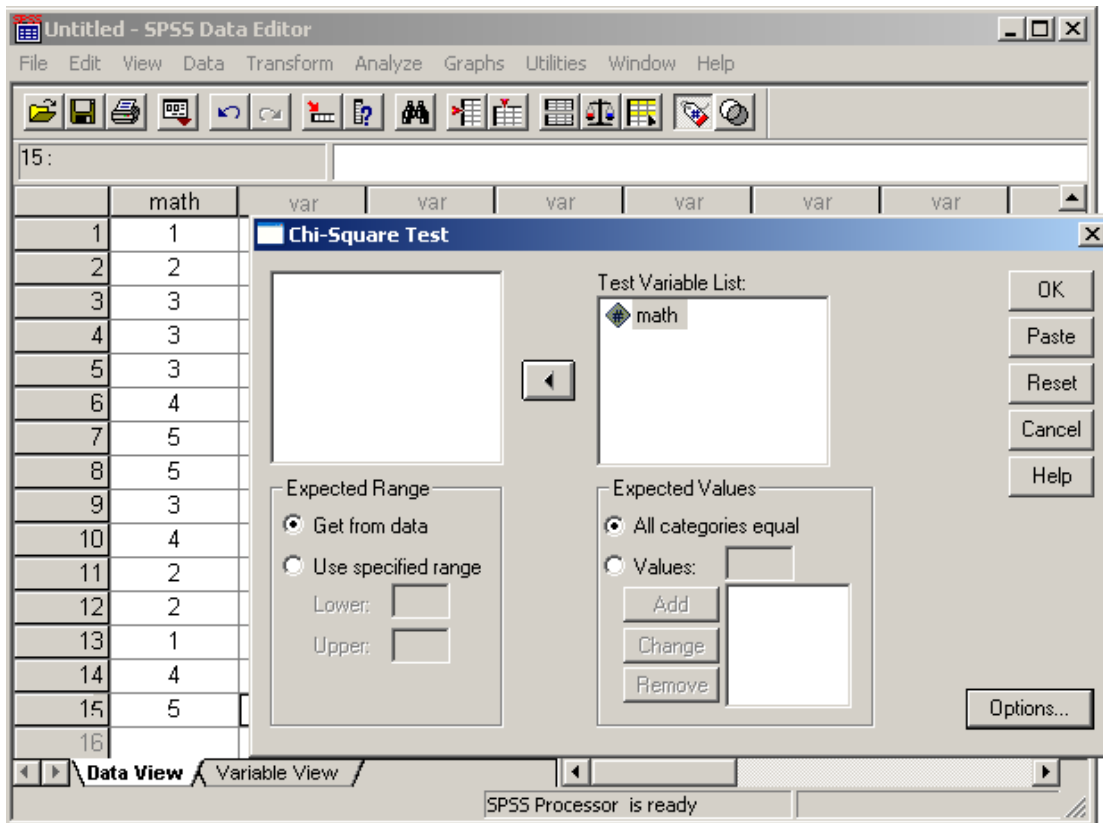 Untitled - SPSS Data Editor
File Edit View Data Transform Analyze Graphs Utilities Window Help
15 :
math var var var var var var
1 1
2 2
3 3
4 3
5 3
6 4
7 5
8 5
9 3
10 4
11 2
12 2
13 1
14 4
15 5
16
Chi-Square Test
Test Variable List:
math
OK
Paste
Reset
Cancel
Help
Expected Range
Get from data
Use specified range
Lower:
Upper:
Expected Values
All categories equal
Values:
Add
Change
Remove
Options...
Data View Variable View
SPSS Processor is ready